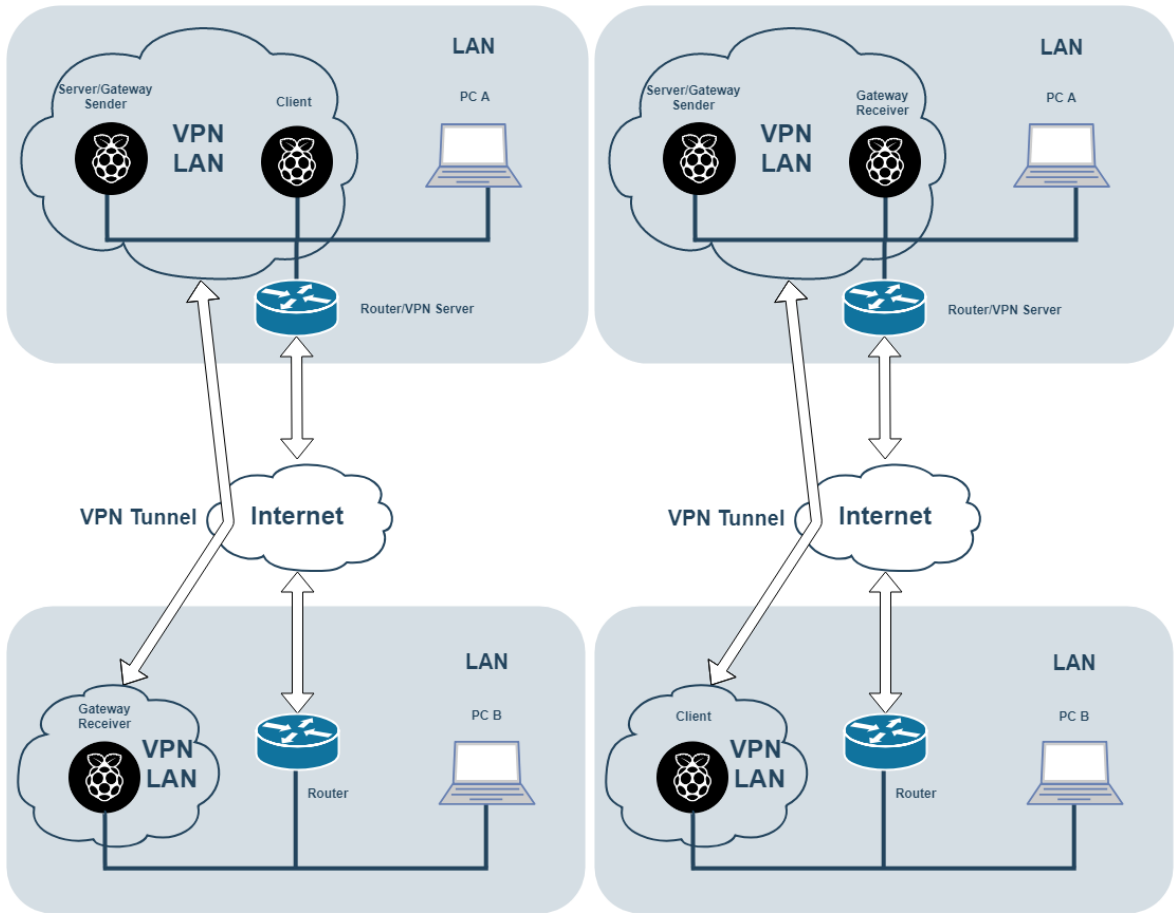 LAN
Server/Gateway
Sender
Client
PC A
VPN
LAN
Router/VPN Server
LAN
Server/Gateway
Sender
Gateway
Receiver
PC A
VPN
LAN
Router/VPN Server
VPN Tunnel
Internet
VPN Tunnel
Internet
LAN
Gateway
Receiver
PC B
VPN
LAN
Router
LAN
Client
PC B
VPN
LAN
Router